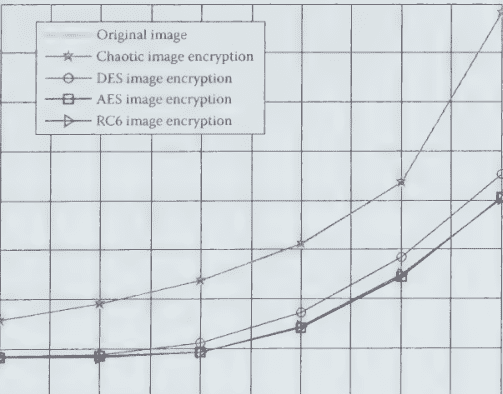 Original image
Chaotic image encryption
DES image encryption
AES image encryption
RC6 image encryption